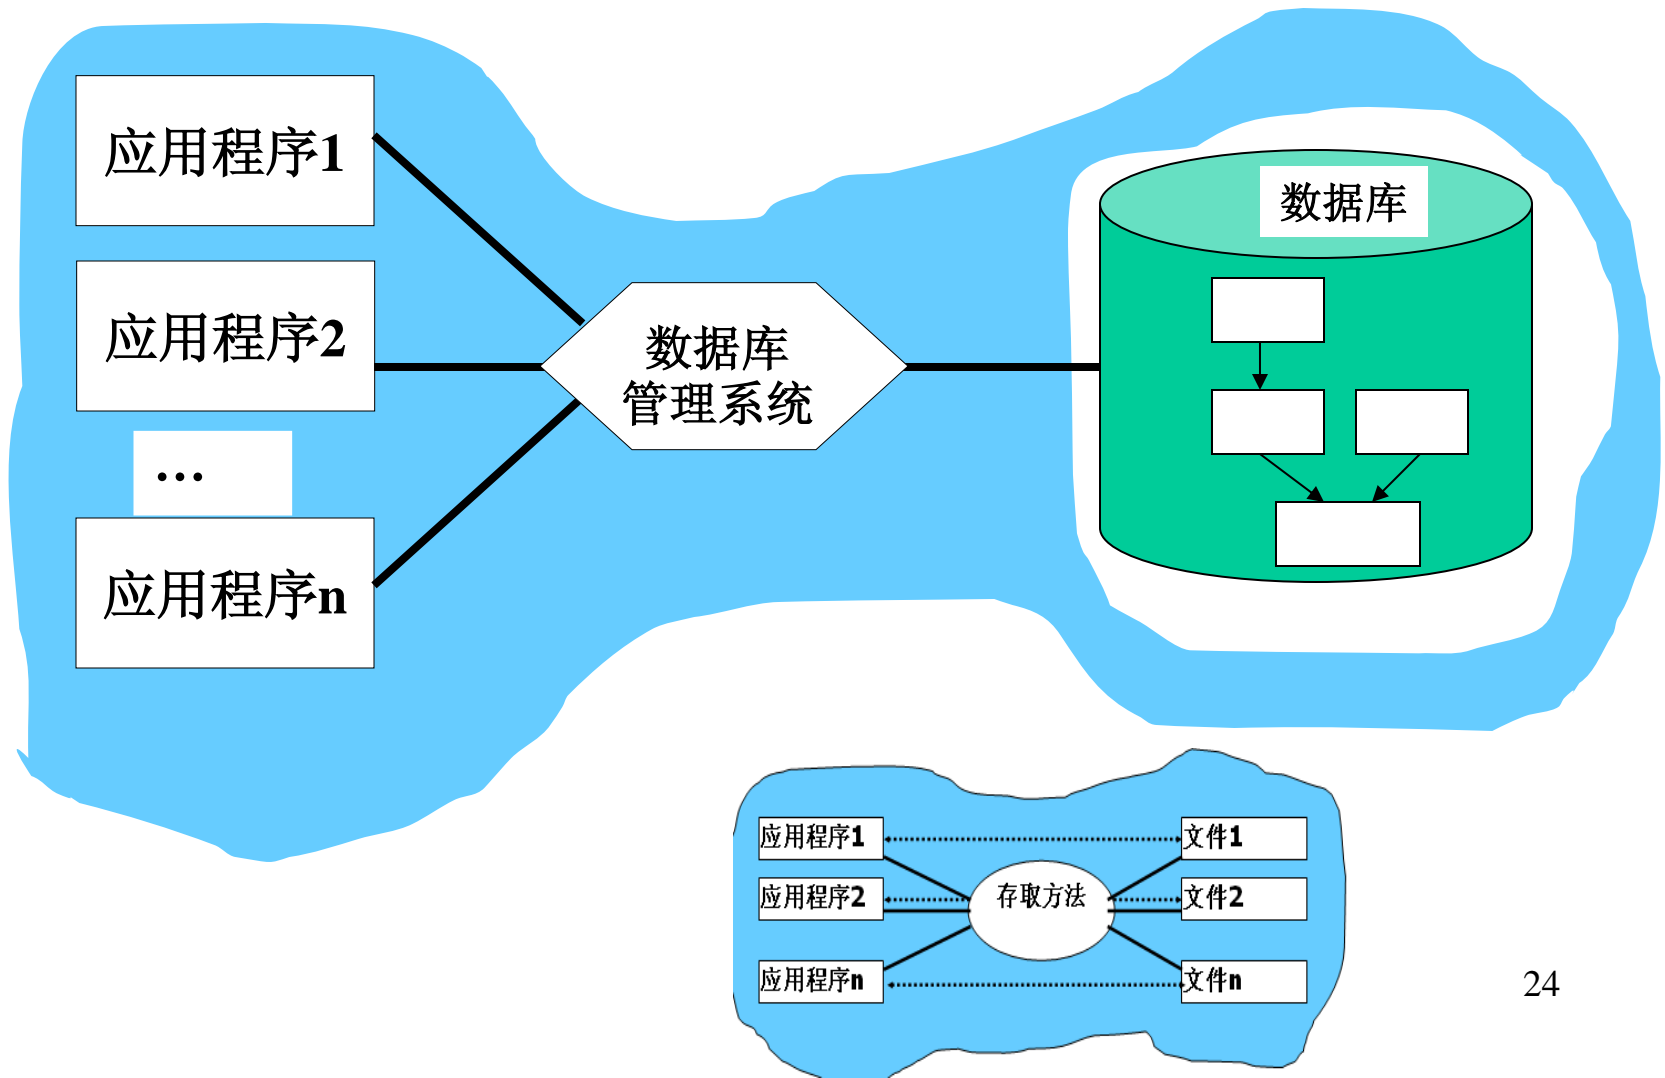 应用程序1
应用程序2
…
应用程序n
数据库
管理系统
数据库
应用程序1
应用程序2
应用程序n
存取方法
文件1
文件2
文件n
24